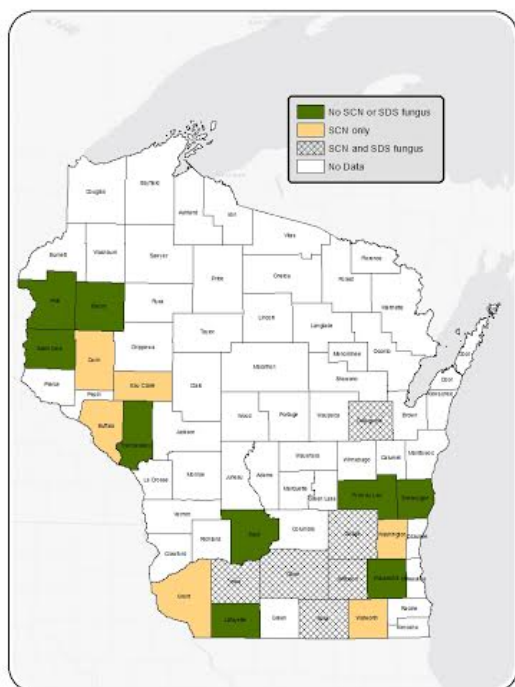 No SCN or SDS fungus
SCN only
SCN and SDS fungus
No Data
Douglas
Bayfield
Ashland
Iron
Vilas
Burnett
Washburn
Sawyer
Price
Oneida
Florence
Forest
Marinette
Polk
Barron
Rusk
Lincoln
Langlade
Taylor
Saint Croix
Dunn
Chippewa
Marathon
Menominee
Oconto
Shawano
Door
Pierce
Pepin
Eau Claire
Clark
Door
Kewaunee
Buffalo
Trempealeau
Jackson
Wood
Portage
Waupaca
Outagamie
Brown
La Crosse
Monroe
Juneau
Adams
Waushara
Winnebago
Calumet
Manitowoc
Marquette
Green Lake
Fond du Lac
Sheboygan
Vernon
Crawford
Richland
Sauk
Columbia
Dodge
Washington
Ozaukee
Grant
Iowa
Dane
Jefferson
Waukesha
Milwaukee
Lafayette
Green
Rock
Walworth
Racine
Kenosha